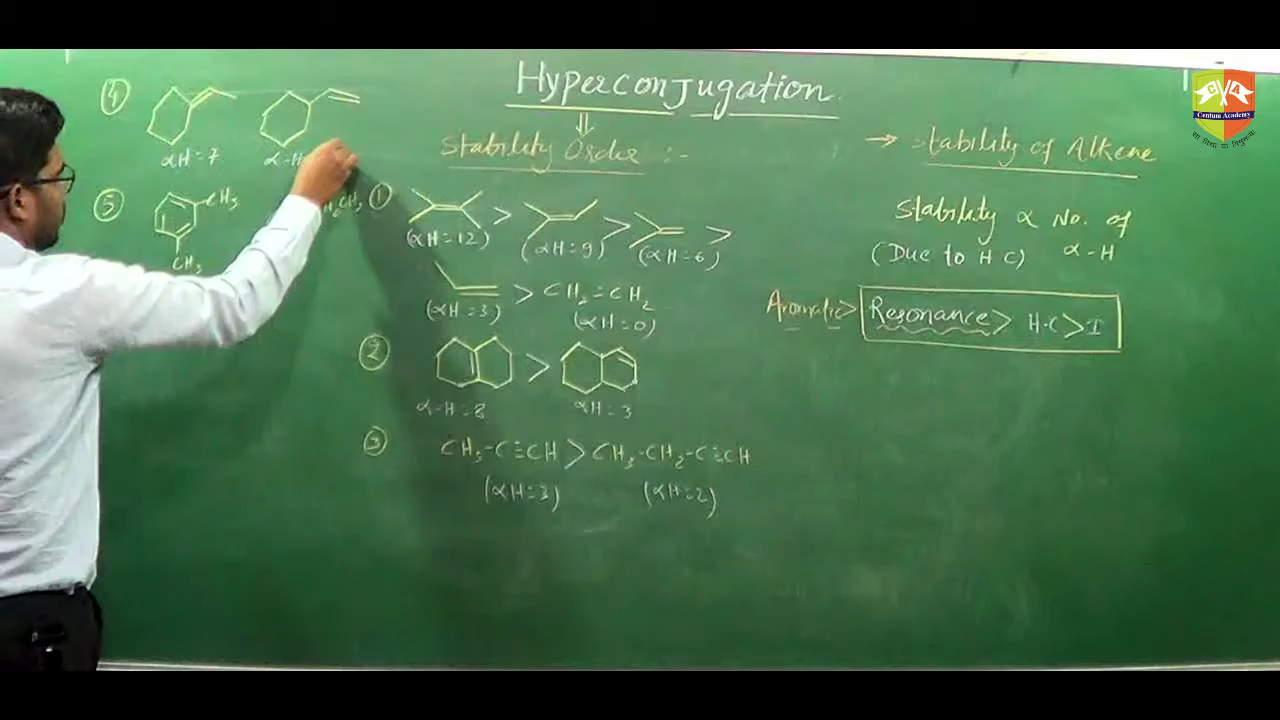 Hyperconjugation
Stability Order :-
④
αH = 7
α-H
⑤
CH3
CH3
①
> > > >
(αH=12) (αH=9) (αH=6)
> CH2=CH2
(αH=3) (αH=0)
②
>
α-H=8 αH=3
③
CH3-C≡CH > CH3-CH2-C≡CH
(αH=3) (αH=2)
→ Stability of Alkene
Stability α No. of
(Due to H C) α-H
Aromatic > Resonance > H.C > I
Centum Academy